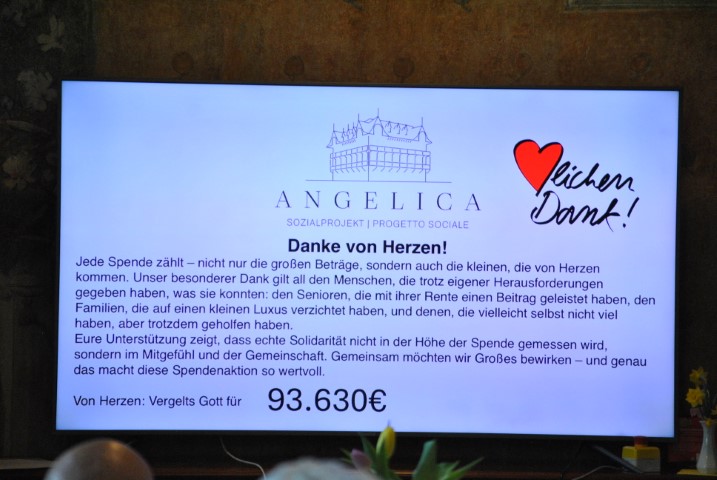 ANGELICA
SOZIALPROJEKT | PROGETTO SOCIALE
lichen
Dank!
Danke von Herzen!
Jede Spende zählt – nicht nur die großen Beträge, sondern auch die kleinen, die von Herzen
kommen. Unser besonderer Dank gilt all den Menschen, die trotz eigener Herausforderungen
gegeben haben, was sie konnten: den Senioren, die mit ihrer Rente einen Beitrag geleistet haben, den
Familien, die auf einen kleinen Luxus verzichtet haben, und denen, die vielleicht selbst nicht viel
haben, aber trotzdem geholfen haben.
Eure Unterstützung zeigt, dass echte Solidarität nicht in der Höhe der Spende gemessen wird,
sondern im Mitgefühl und der Gemeinschaft. Gemeinsam möchten wir Großes bewirken – und genau
das macht diese Spendenaktion so wertvoll.
Von Herzen: Vergelts Gott für 93.630€